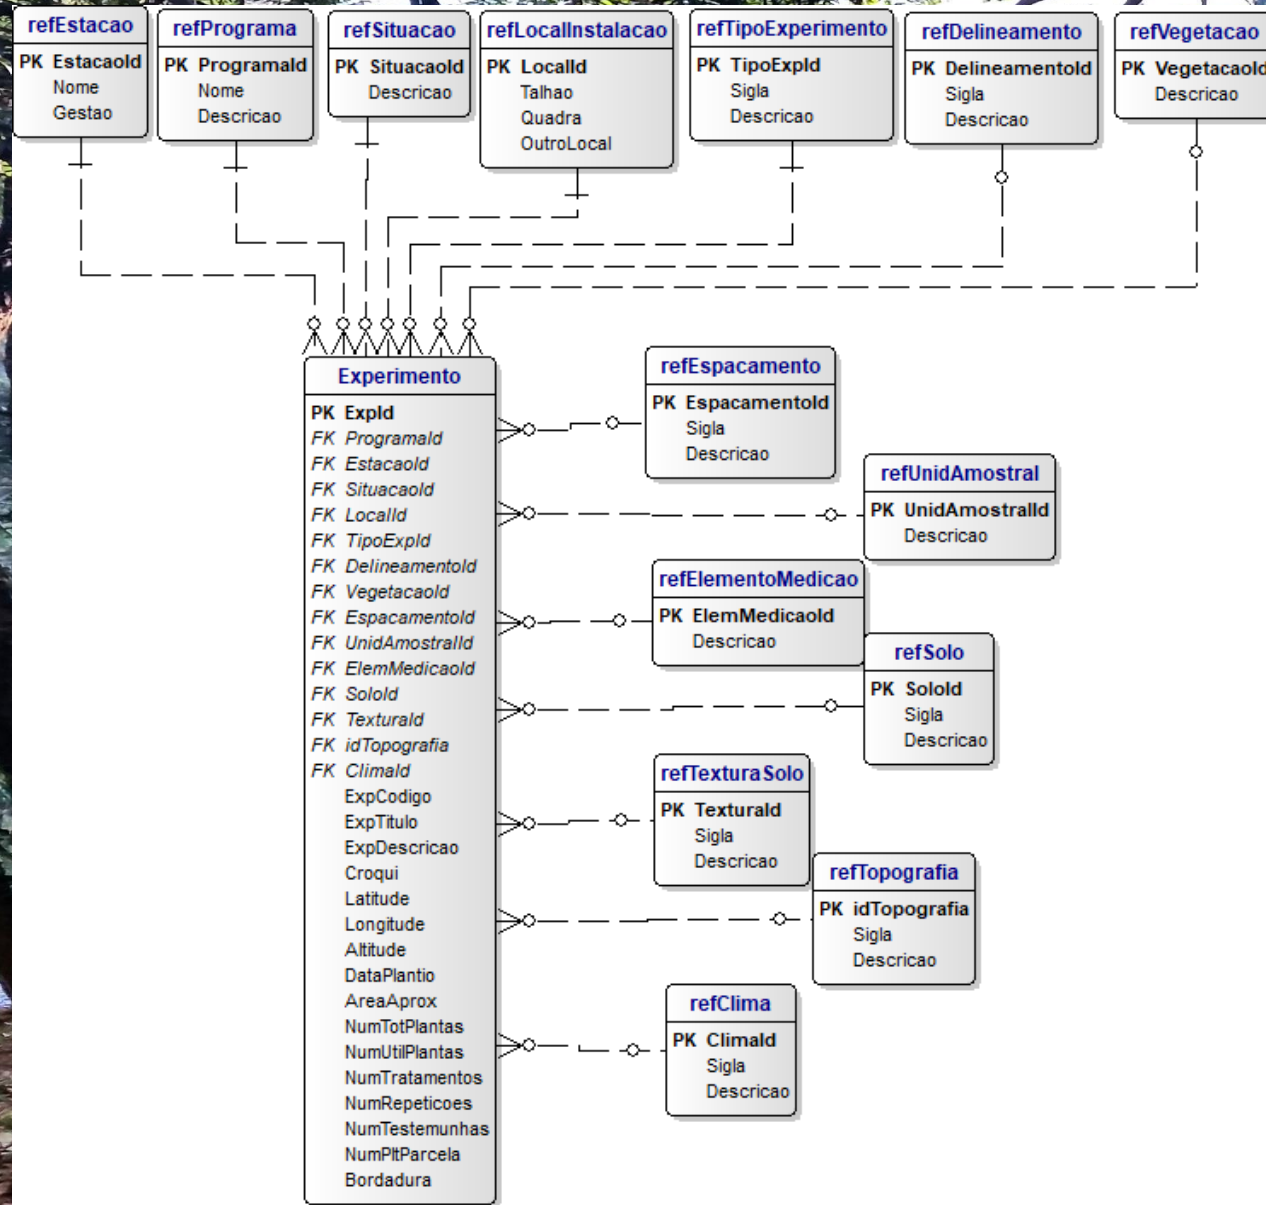 refEstacao
PK EstacaoId
Nome
Gestao
refPrograma
PK ProgramaId
Nome
Descricao
refSituacao
PK SituacaoId
Descricao
refLocalInstalacao
PK LocalId
Talhao
Quadra
OutroLocal
refTipoExperimento
PK TipoExpId
Sigla
Descricao
refDelineamento
PK DelineamentoId
Sigla
Descricao
refVegetacao
PK VegetacaoId
Descricao
Experimento
PK ExpId
FK ProgramaId
FK EstacaoId
FK SituacaoId
FK LocalId
FK TipoExpId
FK DelineamentoId
FK VegetacaoId
FK EspacamentoId
FK UnidAmostralId
FK ElemMedicaoId
FK SoloId
FK TexturaId
FK idTopografia
FK ClimaId
ExpCodigo
ExpTitulo
ExpDescricao
Croqui
Latitude
Longitude
Altitude
DataPlantio
AreaAprox
NumTotPlantas
NumUtilPlantas
NumTratamentos
NumRepeticoes
NumTestemunhas
NumPltParcela
Bordadura
refEspacamento
PK EspacamentoId
Sigla
Descricao
refUnidAmostral
PK UnidAmostralId
Descricao
refElementoMedicao
PK ElemMedicaoId
Descricao
refSolo
PK SoloId
Sigla
Descricao
refTexturaSolo
PK TexturaId
Sigla
Descricao
refTopografia
PK idTopografia
Sigla
Descricao
refClima
PK ClimaId
Sigla
Descricao